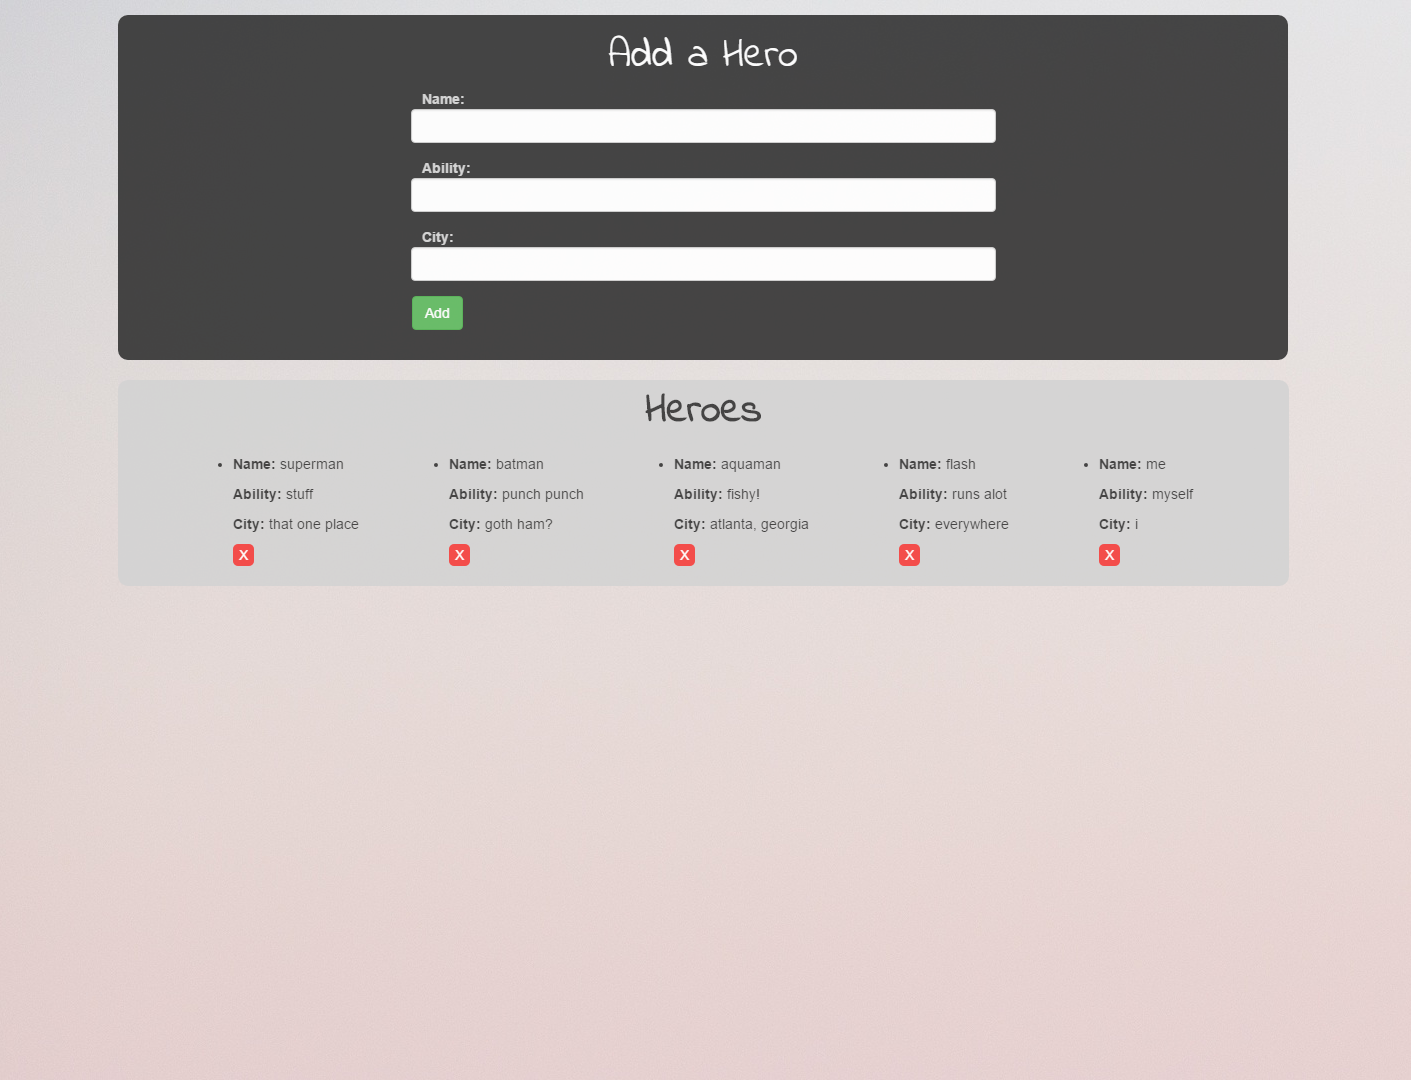 Add a Hero
Name:
Ability:
City:
Add
Heroes
Name: superman
Ability: stuff
City: that one place
X
Name: batman
Ability: punch punch
City: goth ham?
X
Name: aquaman
Ability: fishy!
City: atlanta, georgia
X
Name: flash
Ability: runs alot
City: everywhere
X
Name: me
Ability: myself
City: i
X